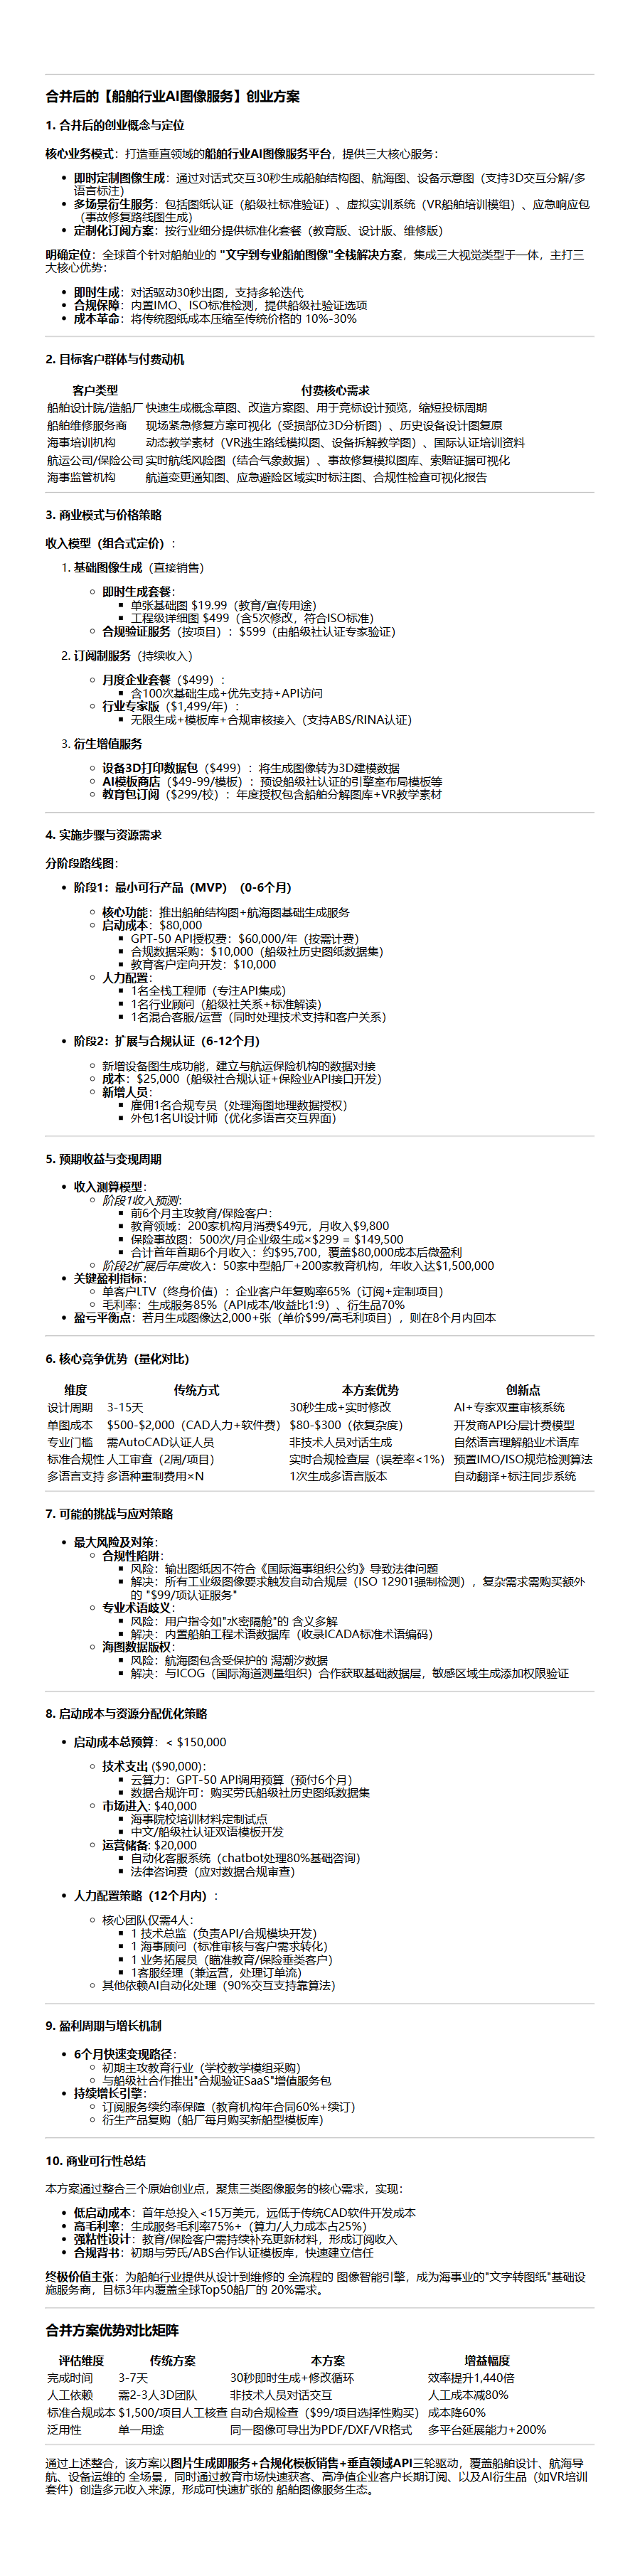 合并后的【船舶行业AI图像服务】创业方案
1. 合并后的创业概念与定位
核心业务模式：打造垂直领域的船舶行业AI图像服务平台，提供三大核心服务：
• 即时定制图像生成：通过对话式交互30秒生成船舶结构图、航海图、设备示意图（支持3D交互分解/多
语言标注）
• 多场景衍生服务：包括图纸认证（船级社标准验证）、虚拟实训系统（VR船舶培训模组）、应急响应包
（事故修复路线图生成）
• 定制化订阅方案：按行业细分提供标准化套餐（教育版、设计版、维修版）
明确定位：全球首个针对船舶业的 "文字到专业船舶图像"全栈解决方案，集成三大视觉类型于一体，主打三
大核心优势：
• 即时生成：对话驱动30秒出图，支持多轮迭代
• 合规保障：内置IMO、ISO标准检测，提供船级社验证选项
• 成本革命：将传统图纸成本压缩至传统价格的 10%-30%
2. 目标客户群体与付费动机
客户类型 付费核心需求
船舶设计院/造船厂 快速生成概念草图、改造方案图、用于竞标设计预览，缩短投标周期
船舶维修服务商 现场紧急修复方案可视化（受损部位3D分析图）、历史设备设计图复原
海事培训机构 动态教学素材（VR逃生路线模拟图、设备拆解教学图）、国际认证培训资料
航运公司/保险公司 实时航线风险图（结合气象数据）、事故修复模拟图库、索赔证据可视化
海事监管机构 航道变更通知图、应急避险区域实时标注图、合规性检查可视化报告
3. 商业模式与价格策略
收入模型（组合式定价）：
1. 基础图像生成（直接销售）
◦ 即时生成套餐：
▪ 单张基础图 $19.99（教育/宣传用途）
▪ 工程级详细图 $499（含5次修改，符合ISO标准）
◦ 合规验证服务（按项目）：$599（由船级社认证专家验证）
2. 订阅制服务（持续收入）
◦ 月度企业套餐（$499）：
▪ 含100次基础生成+优先支持+API访问
◦ 行业专家版（$1,499/年）：
▪ 无限生成+模板库+合规审核接入（支持ABS/RINA认证）
3. 衍生增值服务
◦ 设备3D打印数据包（$499）：将生成图像转为3D建模数据
◦ AI模板商店（$49-99/模板）：预设船级社认证的引擎室布局模板等
◦ 教育包订阅（$299/校）：年度授权包含船舶分解图库+VR教学素材
4. 实施步骤与资源需求
分阶段路线图：
• 阶段1：最小可行产品（MVP）（0-6个月）
◦ 核心功能：推出船舶结构图+航海图基础生成服务
◦ 启动成本：$80,000
▪ GPT-50 API授权费：$60,000/年（按需计费）
▪ 合规数据采购：$10,000（船级社历史图纸数据集）
▪ 教育客户定向开发：$10,000
◦ 人力配置：
▪ 1名全栈工程师（专注API集成）
▪ 1名行业顾问（船级社关系+标准解读）
▪ 1名混合客服/运营（同时处理技术支持和客户关系）
• 阶段2：扩展与合规认证（6-12个月）
◦ 新增设备图生成功能，建立与航运保险机构的数据对接
◦ 成本：$25,000（船级社合规认证+保险业API接口开发）
◦ 新增人员：
▪ 雇佣1名合规专员（处理海图地理数据授权）
▪ 外包1名UI设计师（优化多语言交互界面）
5. 预期收益与变现周期
• 收入测算模型：
◦ 阶段1收入预测：
▪ 前6个月主攻教育/保险客户：
▪ 教育领域：200家机构月消费$49元，月收入$9,800
▪ 保险事故图：500次/月企业级生成×$299 = $149,500
▪ 合计首年首期6个月收入：约$95,700，覆盖$80,000成本后微盈利
◦ 阶段2扩展后年度收入：50家中型船厂+200家教育机构，年收入达$1,500,000
• 关键盈利指标：
◦ 单客户LTV（终身价值）：企业客户年复购率65%（订阅+定制项目）
◦ 毛利率：生成服务85%（API成本/收益比1:9）、衍生品70%
• 盈亏平衡点：若月生成图像达2,000+张（单价$99/高毛利项目），则在8个月内回本
6. 核心竞争优势（量化对比）
维度 传统方式 本方案优势 创新点
设计周期 3-15天 30秒生成+实时修改 AI+专家双重审核系统
单图成本 $500-$2,000（CAD人力+软件费） $80-$300（依复杂度） 开发商API分层计费模型
专业门槛 需AutoCAD认证人员 非技术人员对话生成 自然语言理解船业术语库
标准合规性 人工审查（2周/项目） 实时合规检查层（误差率<1%） 预置IMO/ISO规范检测算法
多语言支持 多语种重制费用×N 1次生成多语言版本 自动翻译+标注同步系统
7. 可能的挑战与应对策略
• 最大风险及对策：
◦ 合规性陷阱：
▪ 风险：输出图纸因不符合《国际海事组织公约》导致法律问题
▪ 解决：所有工业级图像要求触发自动合规层（ISO 12901强制检测），复杂需求需购买额外
的 "$99/项认证服务"
◦ 专业术语歧义：
▪ 风险：用户指令如"水密隔舱"的 含义多解
▪ 解决：内置船舶工程术语数据库（收录ICADA标准术语编码）
◦ 海图数据版权：
▪ 风险：航海图包含受保护的 潟潮汐数据
▪ 解决：与ICOG（国际海道测量组织）合作获取基础数据层，敏感区域生成添加权限验证
8. 启动成本与资源分配优化策略
• 启动成本总预算：< $150,000
◦ 技术支出 ($90,000)：
▪ 云算力：GPT-50 API调用预算（预付6个月）
▪ 数据合规许可：购买劳氏船级社历史图纸数据集
◦ 市场进入: $40,000
▪ 海事院校培训材料定制试点
▪ 中文/船级社认证双语模板开发
◦ 运营储备: $20,000
▪ 自动化客服系统（chatbot处理80%基础咨询）
▪ 法律咨询费（应对数据合规审查）
• 人力配置策略（12个月内）：
◦ 核心团队仅需4人：
▪ 1 技术总监（负责API/合规模块开发）
▪ 1 海事顾问（标准审核与客户需求转化）
▪ 1 业务拓展员（瞄准教育/保险垂类客户）
▪ 1客服经理（兼运营，处理订单流）
◦ 其他依赖AI自动化处理（90%交互支持靠算法）
9. 盈利周期与增长机制
• 6个月快速变现路径：
◦ 初期主攻教育行业（学校教学模组采购）
◦ 与船级社合作推出"合规验证SaaS"增值服务包
• 持续增长引擎：
◦ 订阅服务续约率保障（教育机构年合同60%+续订）
◦ 衍生产品复购（船厂每月购买新船型模板库）
10. 商业可行性总结
本方案通过整合三个原始创业点，聚焦三类图像服务的核心需求，实现：
• 低启动成本：首年总投入<15万美元，远低于传统CAD软件开发成本
• 高毛利率：生成服务毛利率75%+（算力/人力成本占25%）
• 强粘性设计：教育/保险客户需持续补充更新材料，形成订阅收入
• 合规背书：初期与劳氏/ABS合作认证模板库，快速建立信任
终极价值主张：为船舶行业提供从设计到维修的 全流程的 图像智能引擎，成为海事业的"文字转图纸"基础设
施服务商，目标3年内覆盖全球Top50船厂的 20%需求。
合并方案优势对比矩阵
评估维度 传统方案 本方案 增益幅度
完成时间 3-7天 30秒即时生成+修改循环 效率提升1,440倍
人工依赖 需2-3人3D团队 非技术人员对话交互 人工成本减80%
标准合规成本 $1,500/项目人工核查 自动合规检查（$99/项目选择性购买） 成本降60%
泛用性 单一用途 同一图像可导出为PDF/DXF/VR格式 多平台延展能力+200%
通过上述整合，该方案以图片生成即服务+合规化模板销售+垂直领域API三轮驱动，覆盖船舶设计、航海导
航、设备运维的 全场景，同时通过教育市场快速获客、高净值企业客户长期订阅、以及AI衍生品（如VR培训
套件）创造多元收入来源，形成可快速扩张的 船舶图像服务生态。